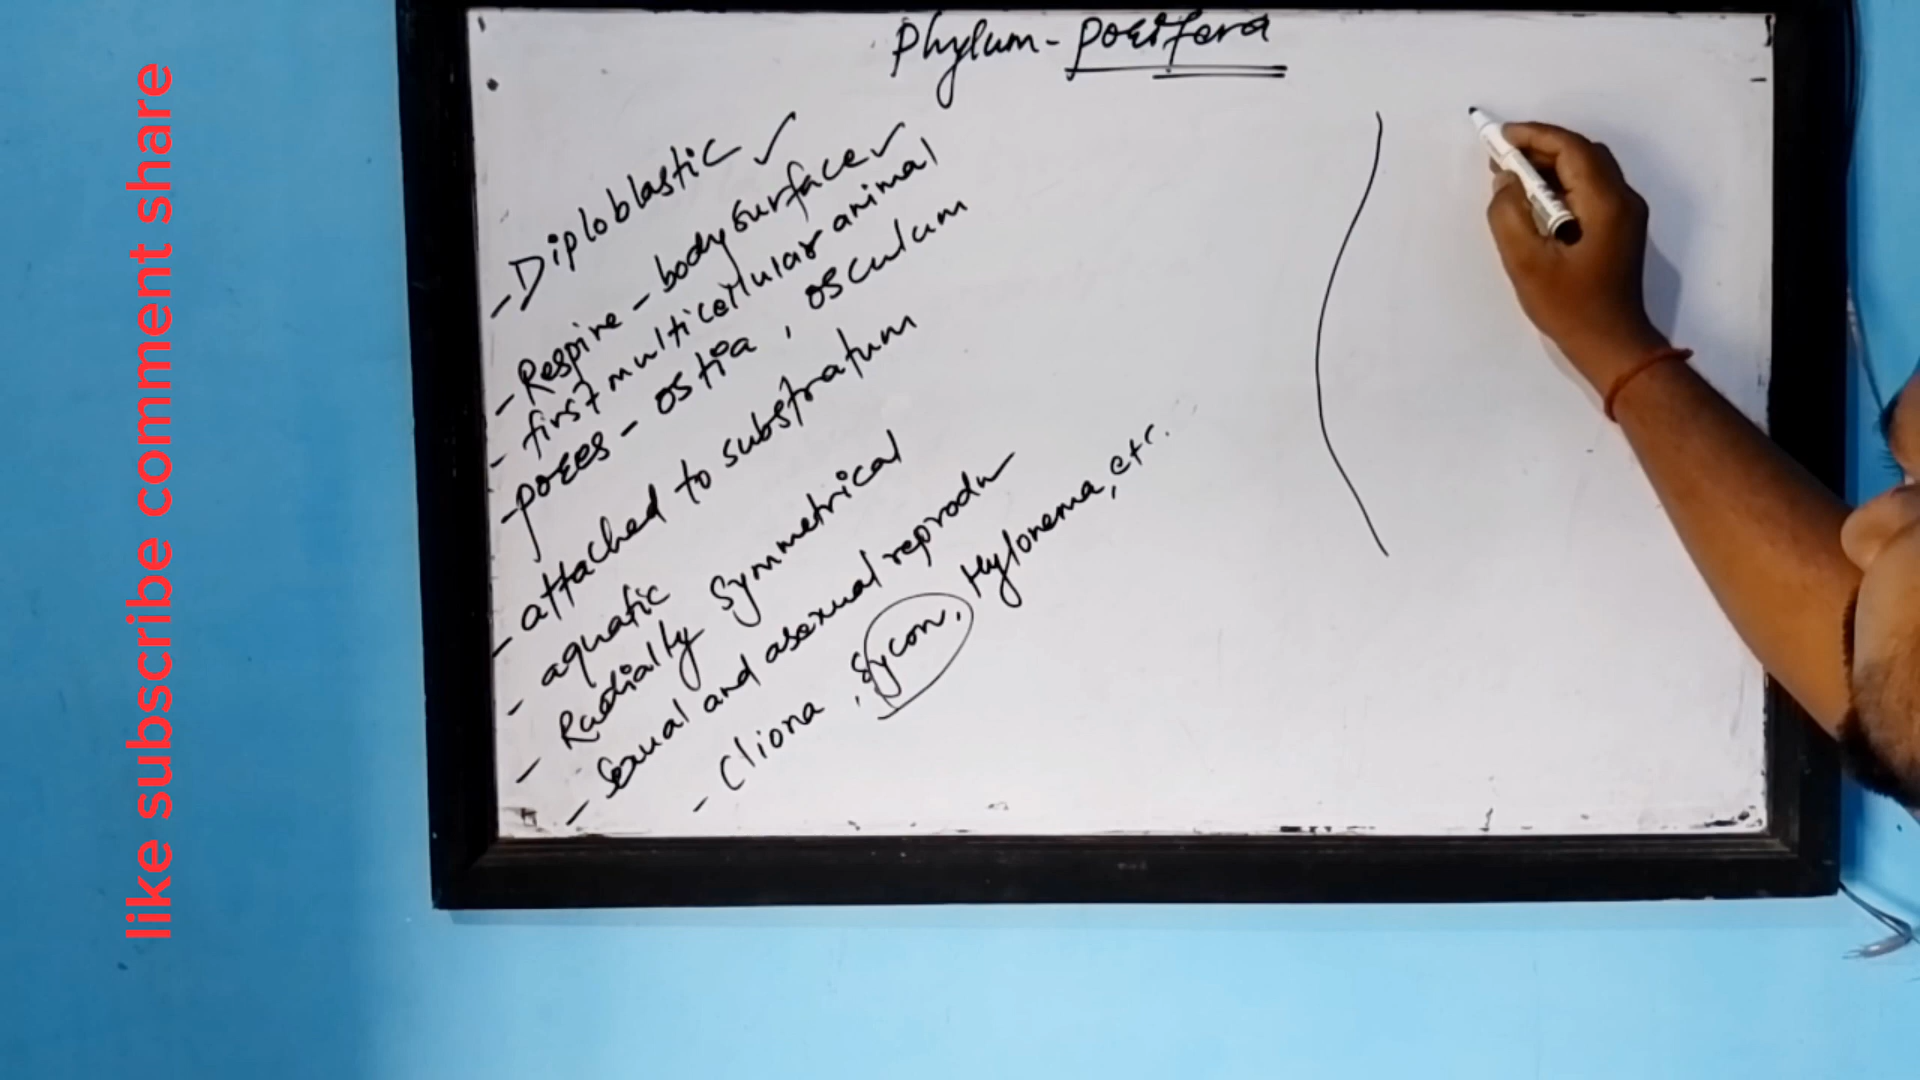 Phylum - Porifera
- Diploblastic ✓
- Respire - body surface ✓
- first multicellular animal
- pores - ostia, osculum
- attached to substratum
- aquatic
- Radially symmetrical
- Sexual and asexual reprodu
- Cliona, Sycon, Hylonema, etc.
like subscribe comment share